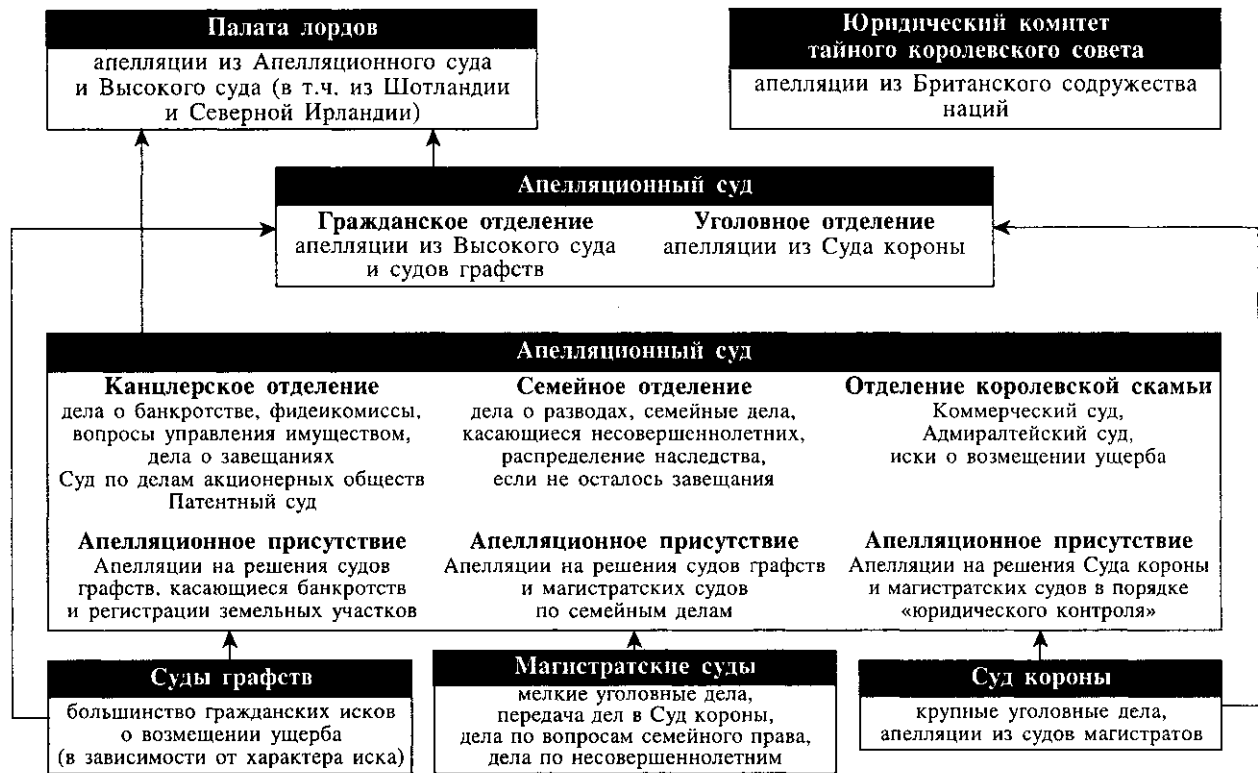 Палата лордов
апелляции из Апелляционного суда
и Высокого суда (в т.ч. из Шотландии
и Северной Ирландии)
Юридический комитет
тайного королевского совета
апелляции из Британского содружества
наций
Апелляционный суд
Гражданское отделение
апелляции из Высокого суда
и судов графств
Уголовное отделение
апелляции из Суда короны
Апелляционный суд
Канцлерское отделение
дела о банкротстве, фидеикомиссы,
вопросы управления имуществом,
дела о завещаниях
Суд по делам акционерных обществ
Патентный суд
Семейное отделение
дела о разводах, семейные дела,
касающиеся несовершеннолетних,
распределение наследства,
если не осталось завещания
Отделение королевской скамьи
Коммерческий суд,
Адмиралтейский суд,
иски о возмещении ущерба
Апелляционное присутствие
Апелляции на решения судов
графств, касающиеся банкротств
и регистрации земельных участков
Апелляционное присутствие
Апелляции на решения судов графств
и магистратских судов
по семейным делам
Апелляционное присутствие
Апелляции на решения Суда короны
и магистратских судов в порядке
«юридического контроля»
Суды графств
большинство гражданских исков
о возмещении ущерба
(в зависимости от характера иска)
Магистратские суды
мелкие уголовные дела,
передача дел в Суд короны,
дела по вопросам семейного права,
дела по несовершеннолетним
Суд короны
крупные уголовные дела,
апелляции из судов магистратов